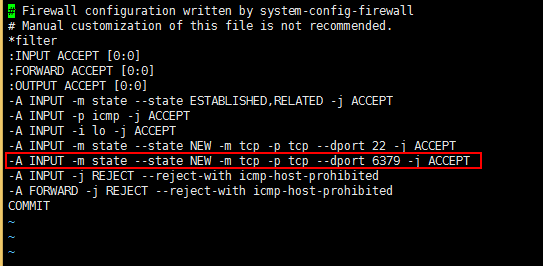 # Firewall configuration written by system-config-firewall
# Manual customization of this file is not recommended.
*filter
:INPUT ACCEPT [0:0]
:FORWARD ACCEPT [0:0]
:OUTPUT ACCEPT [0:0]
-A INPUT -m state --state ESTABLISHED,RELATED -j ACCEPT
-A INPUT -p icmp -j ACCEPT
-A INPUT -i lo -j ACCEPT
-A INPUT -m state --state NEW -m tcp -p tcp --dport 22 -j ACCEPT
-A INPUT -m state --state NEW -m tcp -p tcp --dport 6379 -j ACCEPT
-A INPUT -j REJECT --reject-with icmp-host-prohibited
-A FORWARD -j REJECT --reject-with icmp-host-prohibited
COMMIT
~
~
~